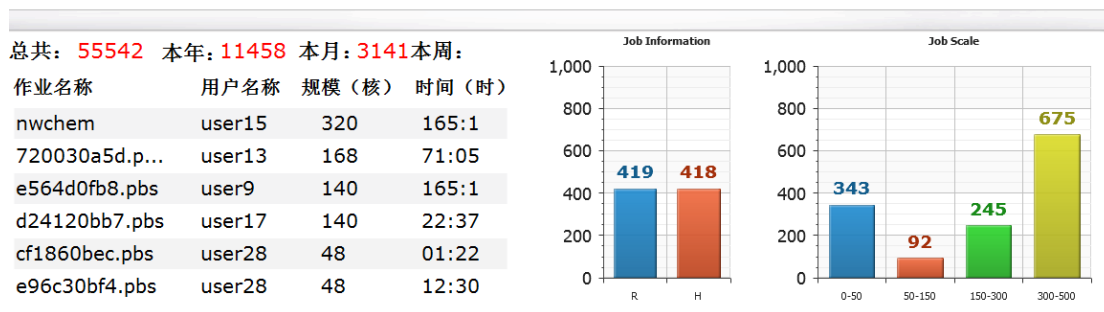 总共： 55542 本年：11458 本月：3141本周：
作业名称 用户名称 规模（核） 时间（时）
nwchem user15 320 165:1
720030a5d.p... user13 168 71:05
e564d0fb8.pbs user9 140 165:1
d24120bb7.pbs user17 140 22:37
cf1860bec.pbs user28 48 01:22
e96c30bf4.pbs user28 48 12:30
Job Information
1,000
800
600
400
200
0
419 418
R H
Job Scale
1,000
800
600
400
200
0
343 92 245 675
0-50 50-150 150-300 300-500